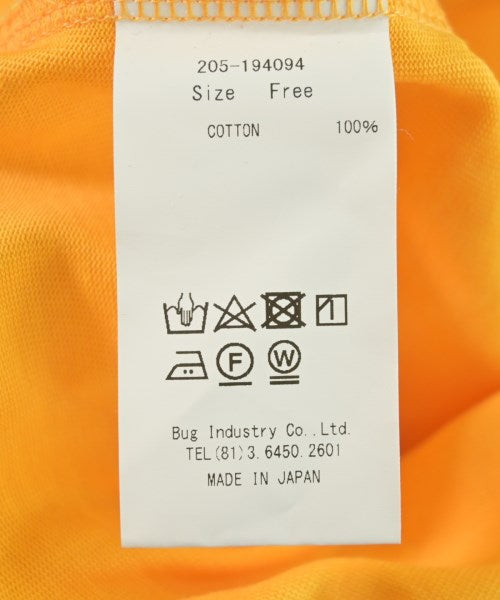 205-194094
Size Free
COTTON 100%
F W
Bug Industry Co.,Ltd.
TEL(81)3.6450.2601
MADE IN JAPAN